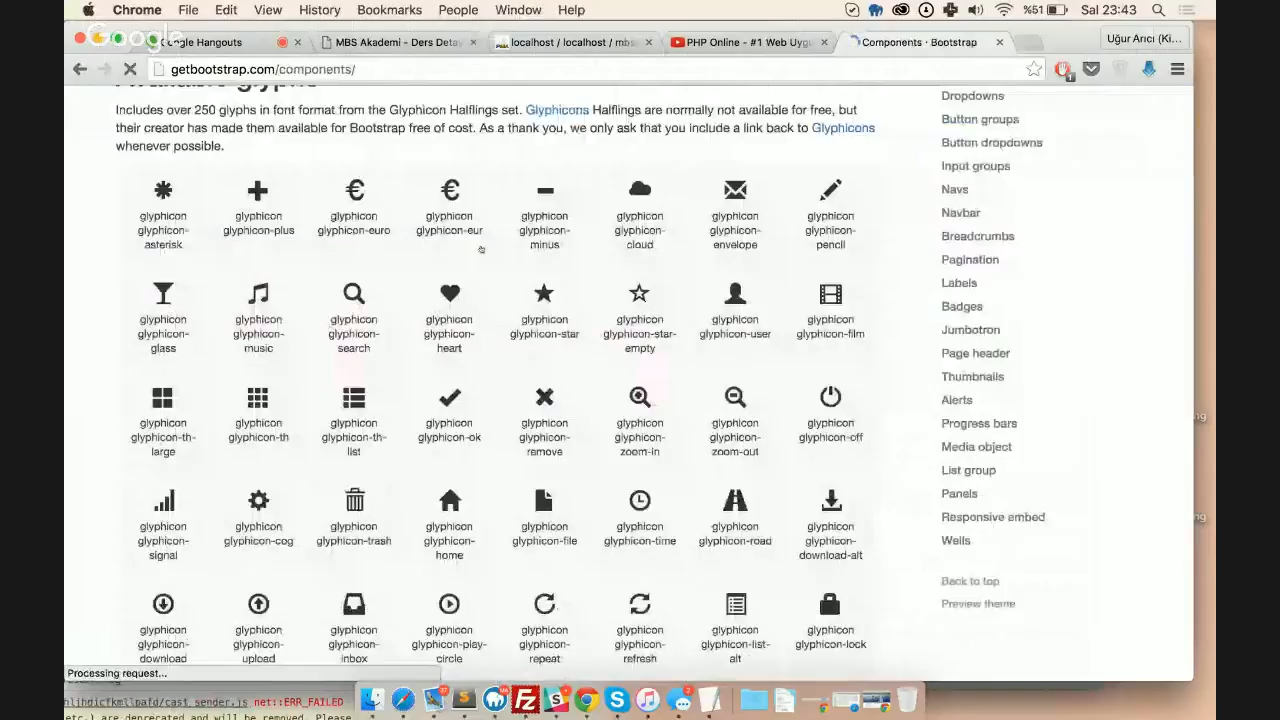 Chrome File Edit View History Bookmarks People Window Help %51 Sal 23:43
Google
Google Hangouts MBS Akademi - Ders Detay localhost / localhost / mbs PHP Online - #1 Web Uygu Components · Bootstrap Uğur Arıcı (Ki...
getbootstrap.com/components/
Includes over 250 glyphs in font format from the Glyphicon Halflings set. Glyphicons Halflings are normally not available for free, but
their creator has made them available for Bootstrap free of cost. As a thank you, we only ask that you include a link back to Glyphicons
whenever possible.
glyphicon glyphicon-asterisk
glyphicon glyphicon-plus
glyphicon glyphicon-euro
glyphicon glyphicon-eur
glyphicon glyphicon-minus
glyphicon glyphicon-cloud
glyphicon glyphicon-envelope
glyphicon glyphicon-pencil
glyphicon glyphicon-glass
glyphicon glyphicon-music
glyphicon glyphicon-search
glyphicon glyphicon-heart
glyphicon glyphicon-star
glyphicon glyphicon-star-empty
glyphicon glyphicon-user
glyphicon glyphicon-film
glyphicon glyphicon-th-large
glyphicon glyphicon-th
glyphicon glyphicon-th-list
glyphicon glyphicon-ok
glyphicon glyphicon-remove
glyphicon glyphicon-zoom-in
glyphicon glyphicon-zoom-out
glyphicon glyphicon-off
glyphicon glyphicon-signal
glyphicon glyphicon-cog
glyphicon glyphicon-trash
glyphicon glyphicon-home
glyphicon glyphicon-file
glyphicon glyphicon-time
glyphicon glyphicon-road
glyphicon glyphicon-download-alt
glyphicon glyphicon-download
glyphicon glyphicon-upload
glyphicon glyphicon-inbox
glyphicon glyphicon-play-circle
glyphicon glyphicon-repeat
glyphicon glyphicon-refresh
glyphicon glyphicon-list-alt
glyphicon glyphicon-lock
Dropdowns
Button groups
Button dropdowns
Input groups
Navs
Navbar
Breadcrumbs
Pagination
Labels
Badges
Jumbotron
Page header
Thumbnails
Alerts
Progress bars
Media object
List group
Panels
Responsive embed
Wells
Back to top
Preview theme
ng
ng
Processing request...
cast_sender.js net::ERR_FAILED
etc.) are deprecated and will be removed. Please